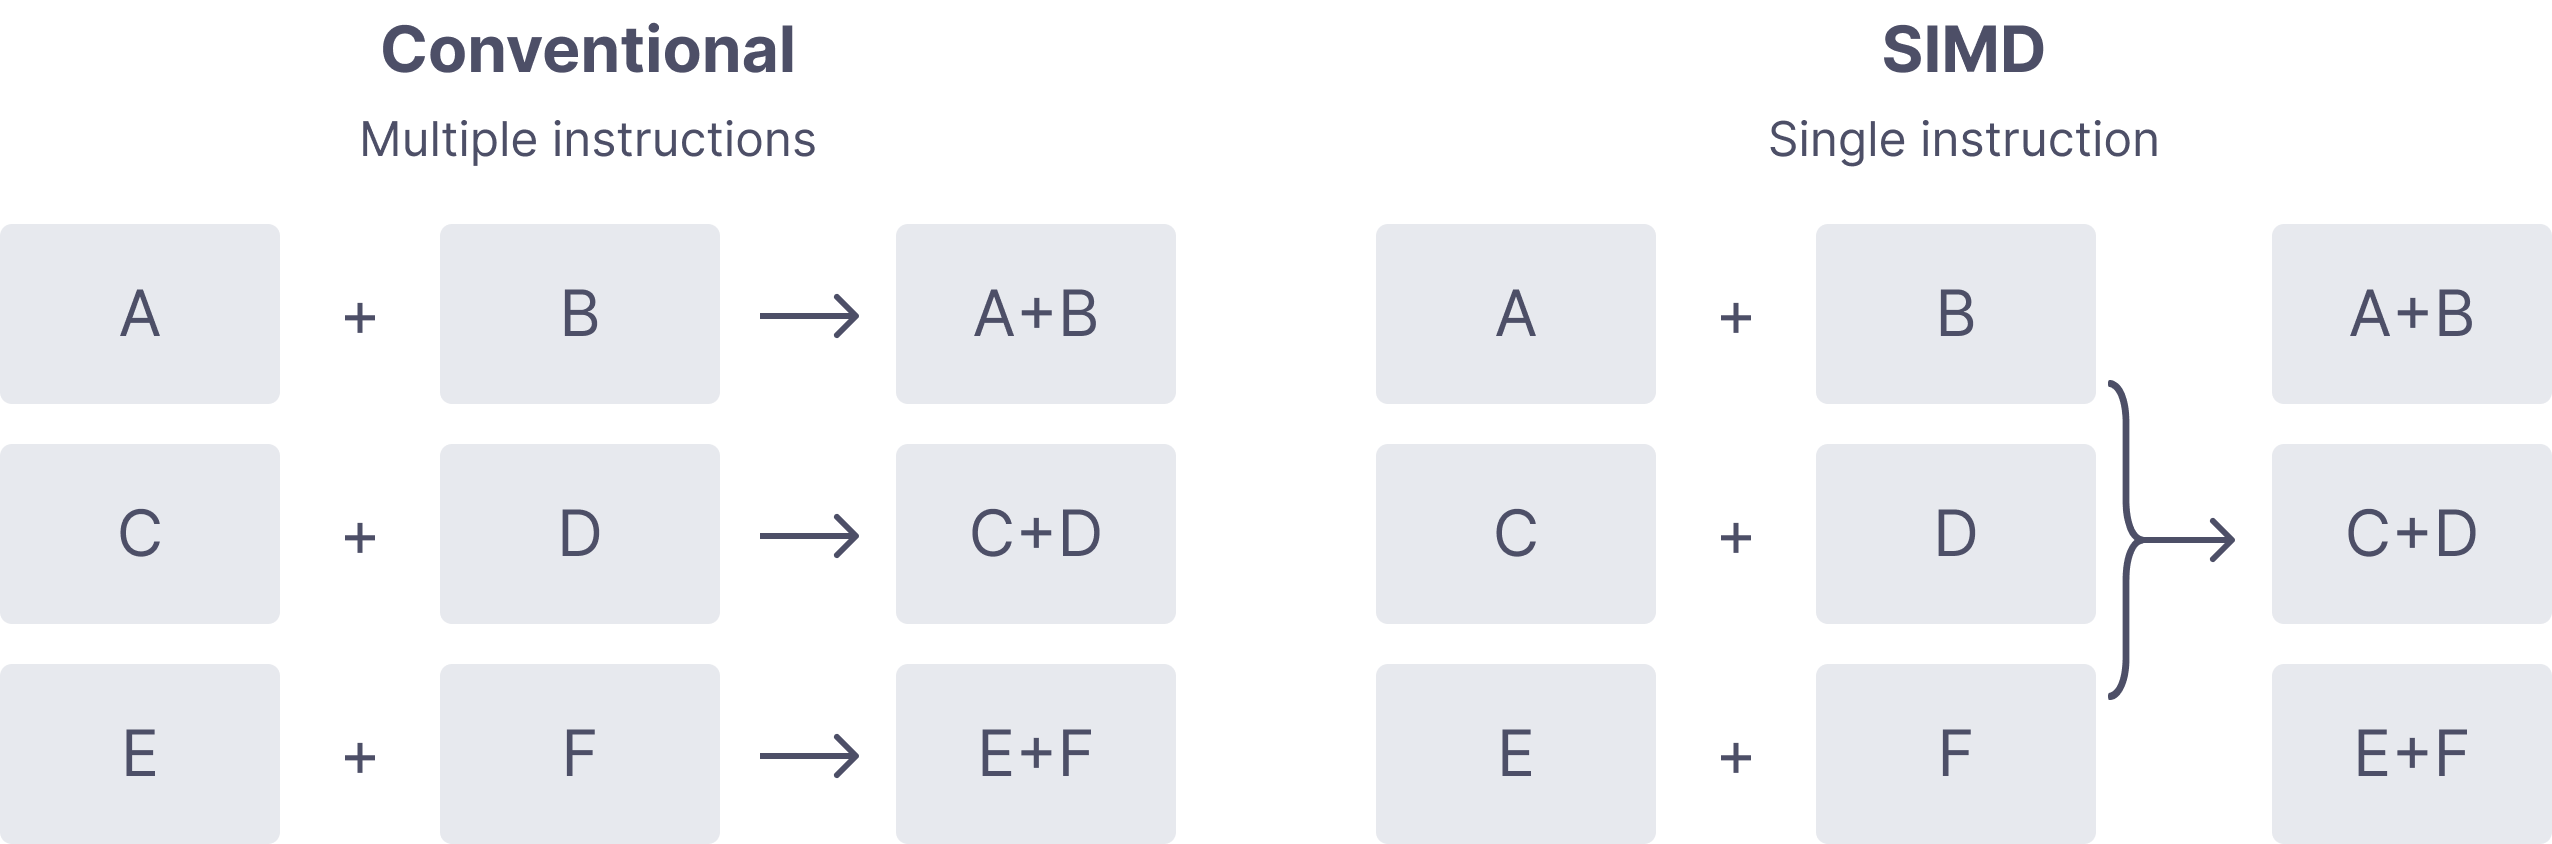 Conventional
Multiple instructions
A + B → A+B
C + D → C+D
E + F → E+F
SIMD
Single instruction
A + B A+B
C + D → C+D
E + F E+F